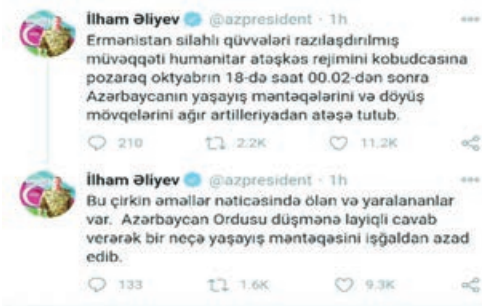 İlham Əliyev @azpresident · 1h
Ermənistan silahlı qüvvələri razılaşdırılmış
müvəqqəti humanitar atəşkəs rejimini kobudcasına
pozaraq oktyabrın 18-də saat 00.02-dən sonra
Azərbaycanın yaşayış məntəqələrini və döyüş
mövqelərini ağır artilleriyadan atəşə tutub.
210 2.2K 11.2K
İlham Əliyev @azpresident · 1h
Bu çirkin əməllər nəticəsində ölən və yaralananlar
var. Azərbaycan Ordusu düşmənə layiqli cavab
verərək bir neçə yaşayış məntəqəsini işğaldan azad
edib.
133 1.6K 9.3K